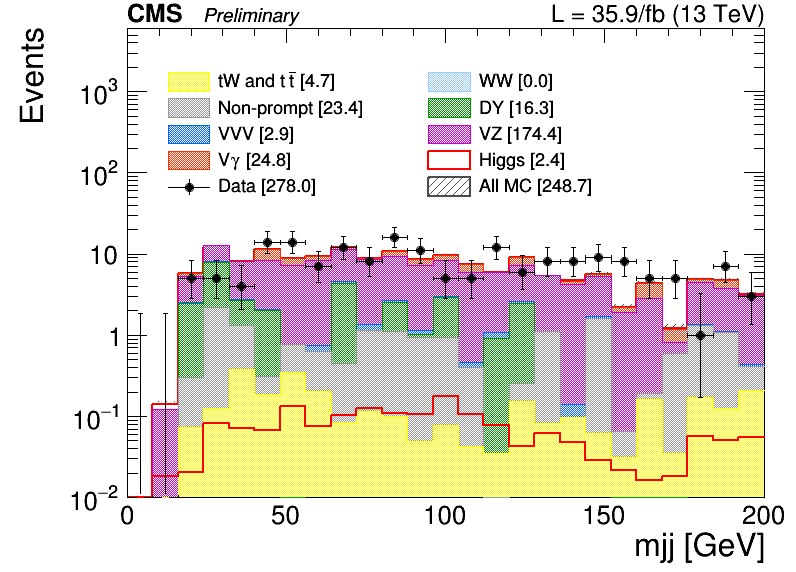 CMS Preliminary L = 35.9/fb (13 TeV)
Events
tW and t t̅ [4.7] WW [0.0]
Non-prompt [23.4] DY [16.3]
VVV [2.9] VZ [174.4]
Vγ [24.8] Higgs [2.4]
Data [278.0] All MC [248.7]
10³
10²
10
1
10⁻¹
10⁻²
0 50 100 150 200
mjj [GeV]